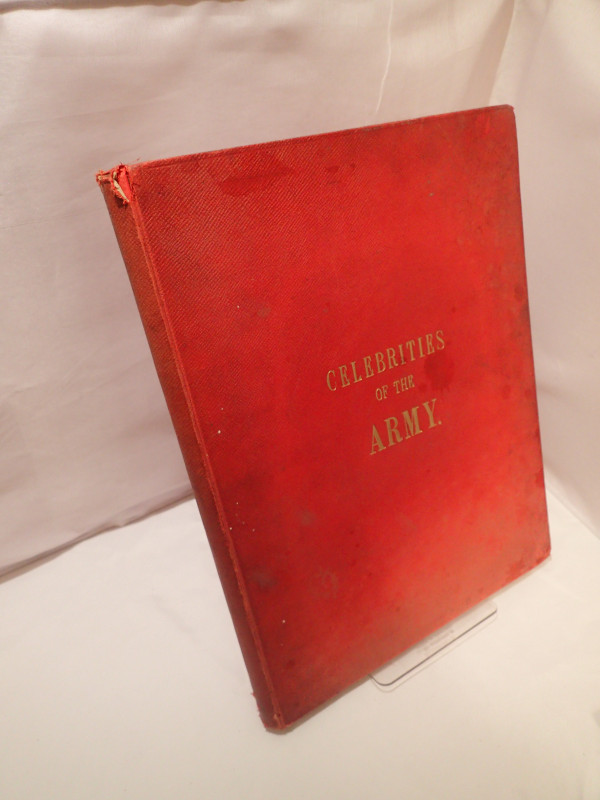 CELEBRITIES
OF THE
ARMY.